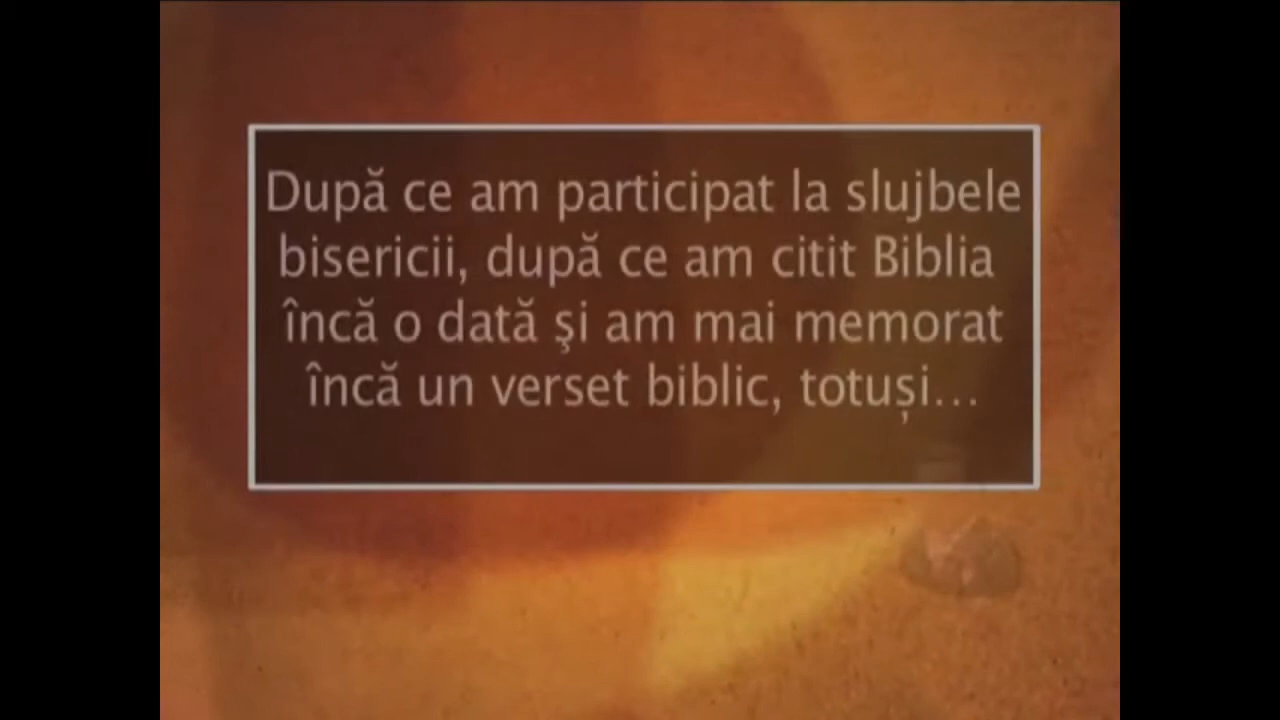 După ce am participat la slujbele
bisericii, după ce am citit Biblia
încă o dată şi am mai memorat
încă un verset biblic, totuși...